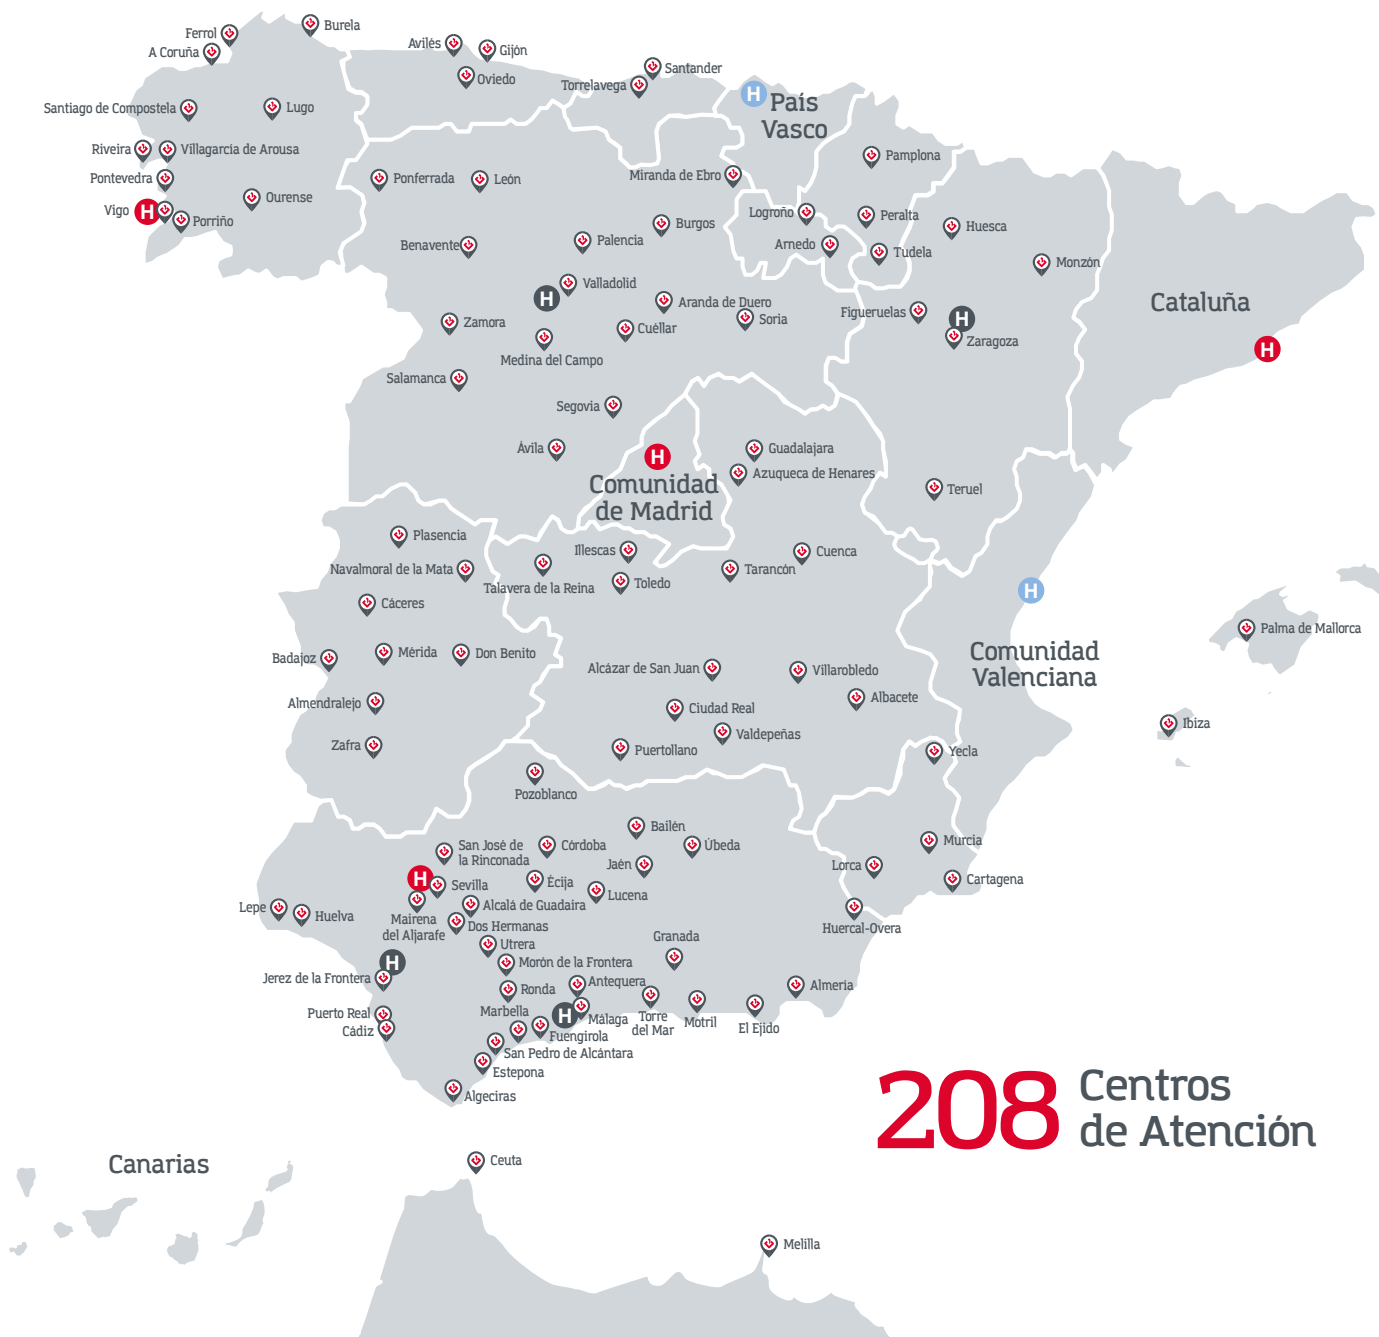 Burela
Ferrol
A Coruña
Avilés
Gijón
Oviedo
Santander
Torrelavega
Santiago de Compostela
Lugo
H
País
Vasco
Riveira
Villagarcía de Arousa
Pamplona
Pontevedra
Ponferrada
León
Miranda de Ebro
Ourense
Vigo
H
Porriño
Logroño
Peralta
Burgos
Huesca
Benavente
Palencia
Arnedo
Tudela
Monzón
Valladolid
H
Aranda de Duero
Soria
Figueruelas
H
Zaragoza
Cataluña
H
Zamora
Cuéllar
Medina del Campo
Salamanca
Segovia
Ávila
H
Comunidad
de Madrid
Guadalajara
Azuqueca de Henares
Teruel
Plasencia
Illescas
Cuenca
Navalmoral de la Mata
Talavera de la Reina
Toledo
Tarancón
H
Cáceres
Palma de Mallorca
Badajoz
Mérida
Don Benito
Alcázar de San Juan
Villarobledo
Comunidad
Valenciana
Almendralejo
Ciudad Real
Albacete
Ibiza
Zafra
Puertollano
Valdepeñas
Yecla
Pozoblanco
Bailén
San José de
la Rinconada
Córdoba
Úbeda
Murcia
Jaén
Lorca
H
Sevilla
Écija
Lucena
Cartagena
Lepe
Huelva
Mairena
del Aljarafe
Alcalá de Guadaira
Dos Hermanas
Huercal-Overa
Utrera
Granada
H
Morón de la Frontera
Jerez de la Frontera
Ronda
Antequera
Almería
Puerto Real
Cádiz
Marbella
H
Málaga
Torre
del Mar
Motril
El Ejido
Fuengirola
San Pedro de Alcántara
Estepona
Algeciras
208
Centros
de Atención
Canarias
Ceuta
Melilla